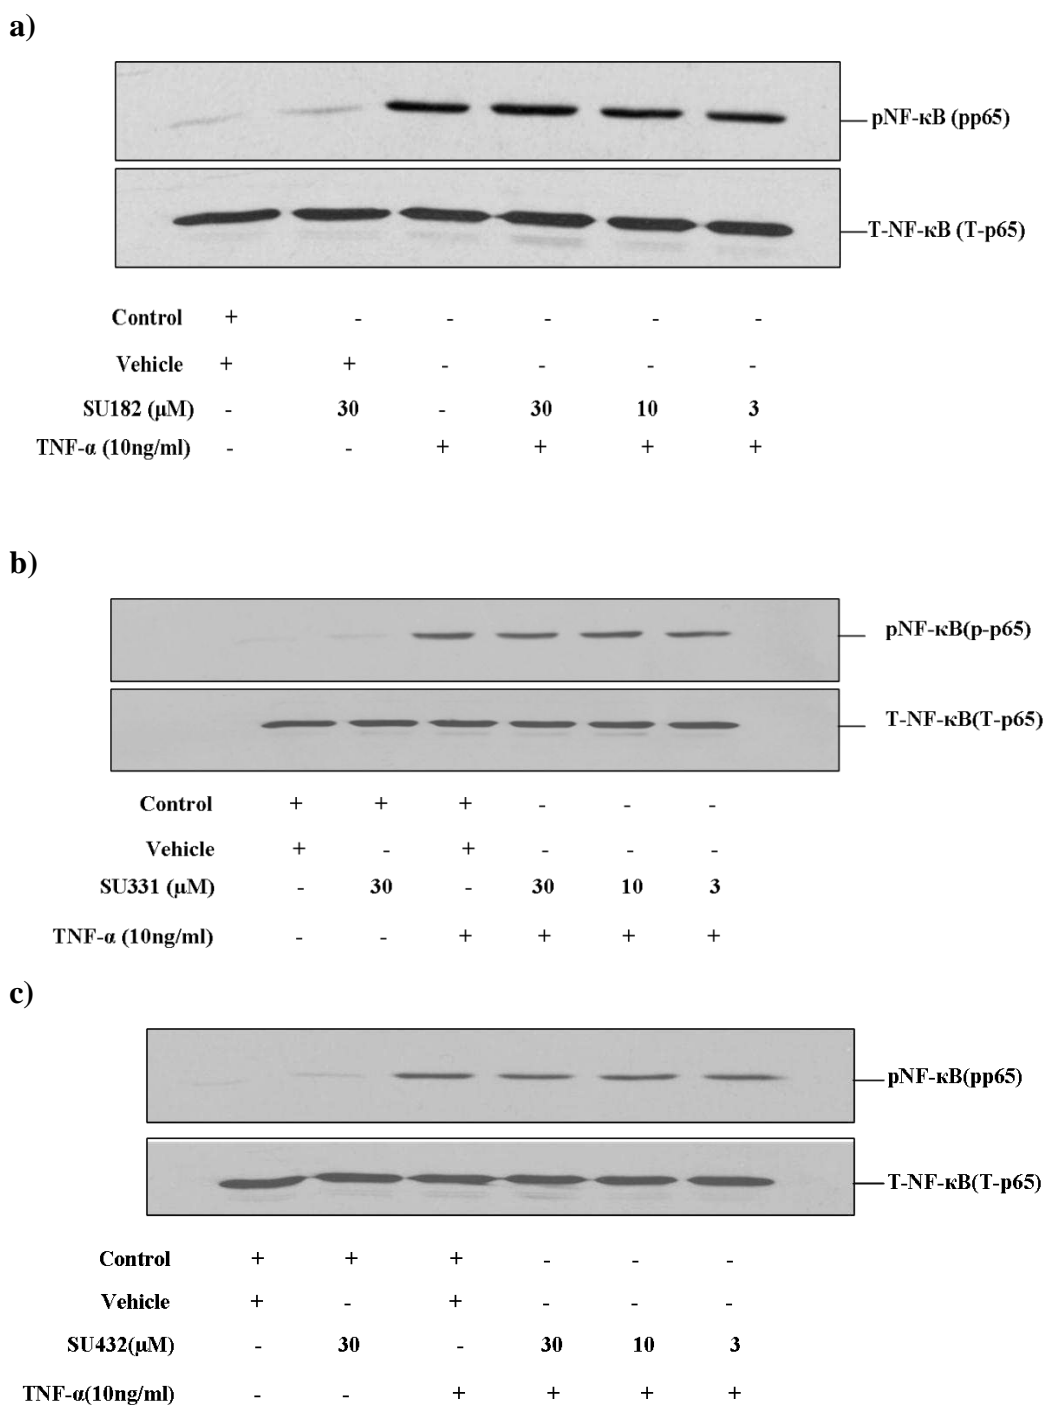 a)
pNF-κB (pp65)
T-NF-κB (T-p65)
Control + - - - - -
Vehicle + + - - - -
SU182 (μM) - 30 - 30 10 3
TNF-α (10ng/ml) - - + + + +
b)
pNF-κB(p-p65)
T-NF-κB(T-p65)
Control + + + - - -
Vehicle + - + - - -
SU331 (μM) - 30 - 30 10 3
TNF-α (10ng/ml) - - + + + +
c)
pNF-κB(pp65)
T-NF-κB(T-p65)
Control + + + - - -
Vehicle + - + - - -
SU432(μM) - 30 - 30 10 3
TNF-α(10ng/ml) - - + + + +